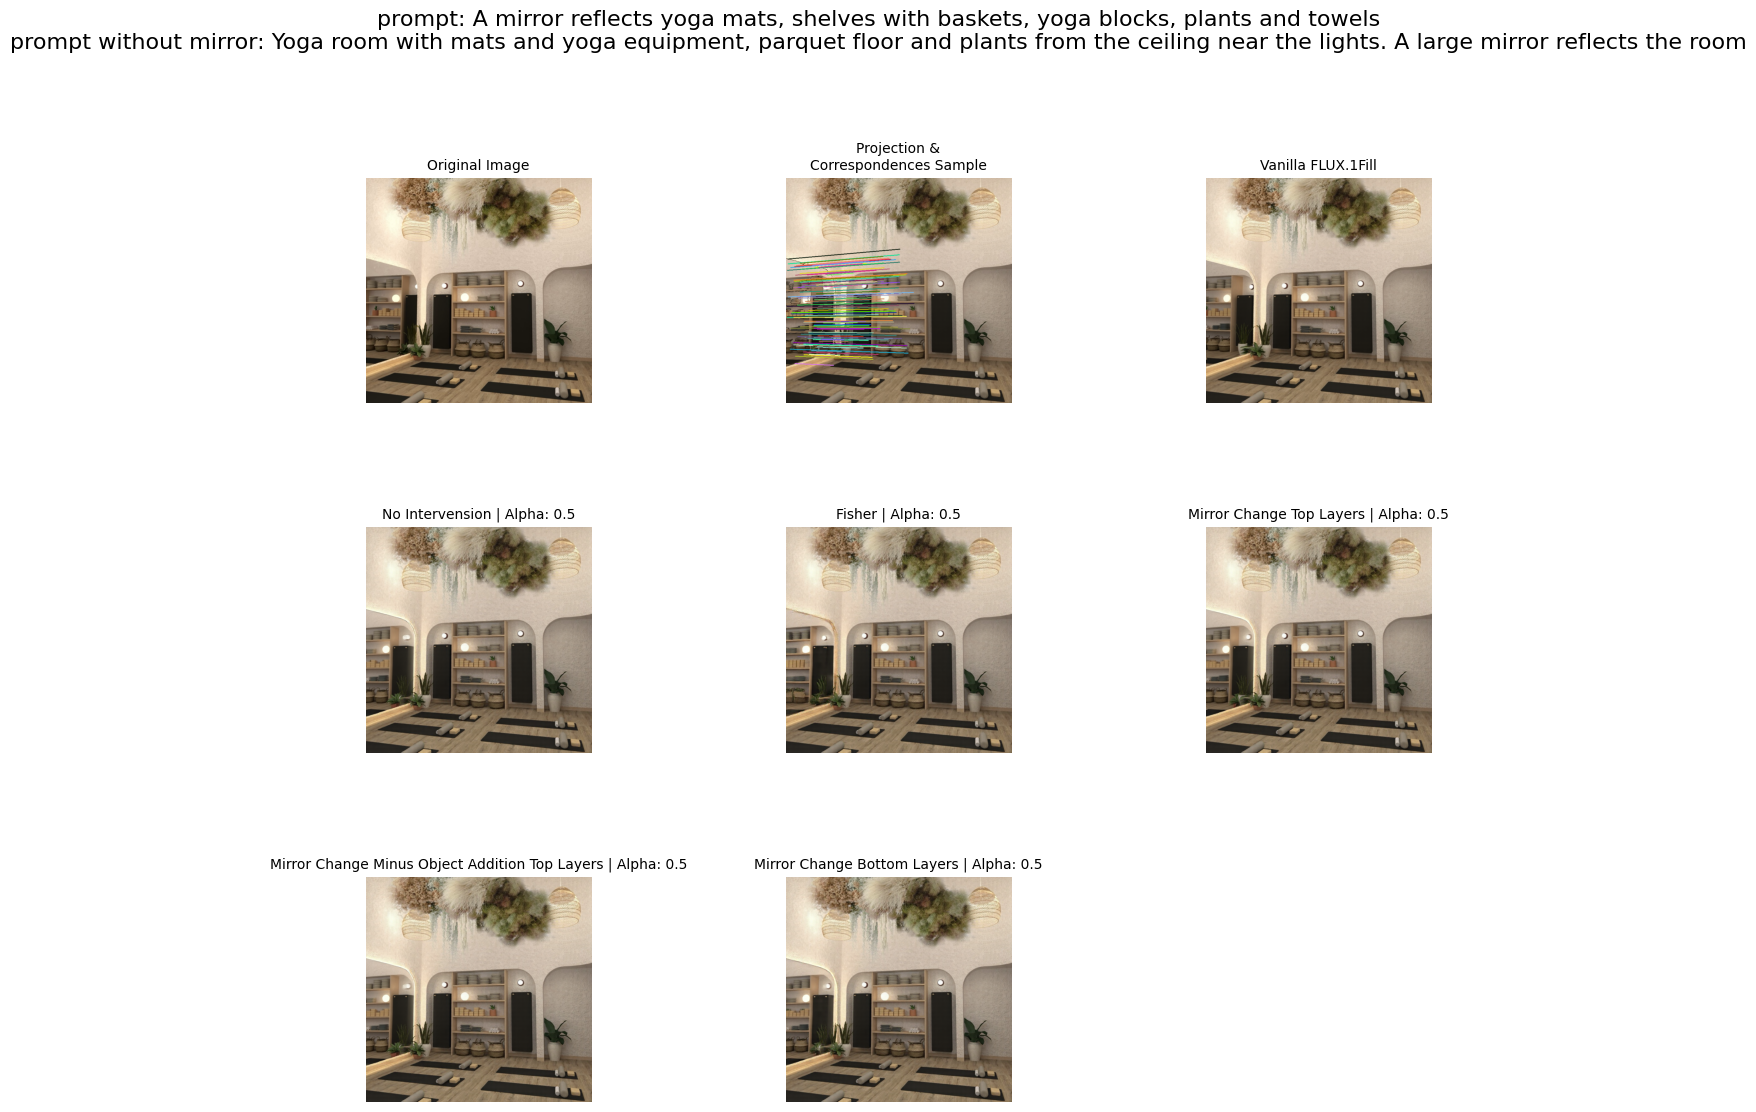 prompt: A mirror reflects yoga mats, shelves with baskets, yoga blocks, plants and towels
prompt without mirror: Yoga room with mats and yoga equipment, parquet floor and plants from the ceiling near the lights. A large mirror reflects the room
Original Image
Projection &
Correspondences Sample
Vanilla FLUX.1Fill
No Intervension | Alpha: 0.5
Fisher | Alpha: 0.5
Mirror Change Top Layers | Alpha: 0.5
Mirror Change Minus Object Addition Top Layers | Alpha: 0.5
Mirror Change Bottom Layers | Alpha: 0.5